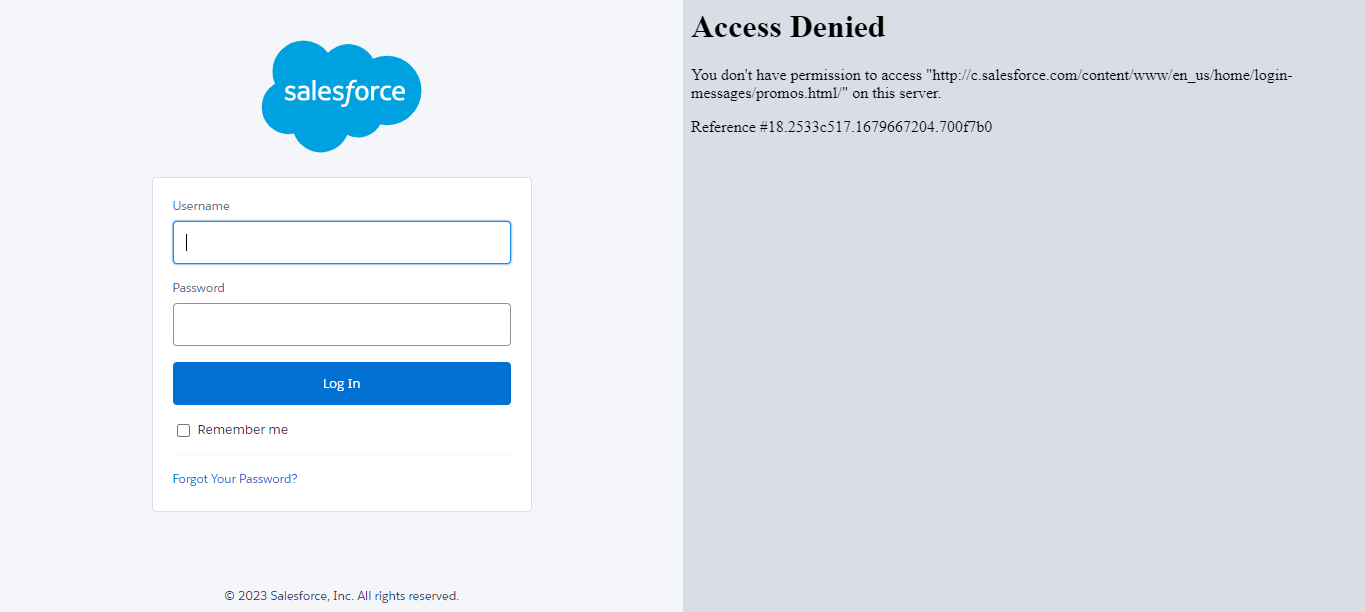 salesforce
Username
Password
Log In
Remember me
Forgot Your Password?
© 2023 Salesforce, Inc. All rights reserved.
Access Denied
You don't have permission to access "http://c.salesforce.com/content/www/en_us/home/login-
messages/promos.html/" on this server.
Reference #18.2533c517.1679667204.700f7b0